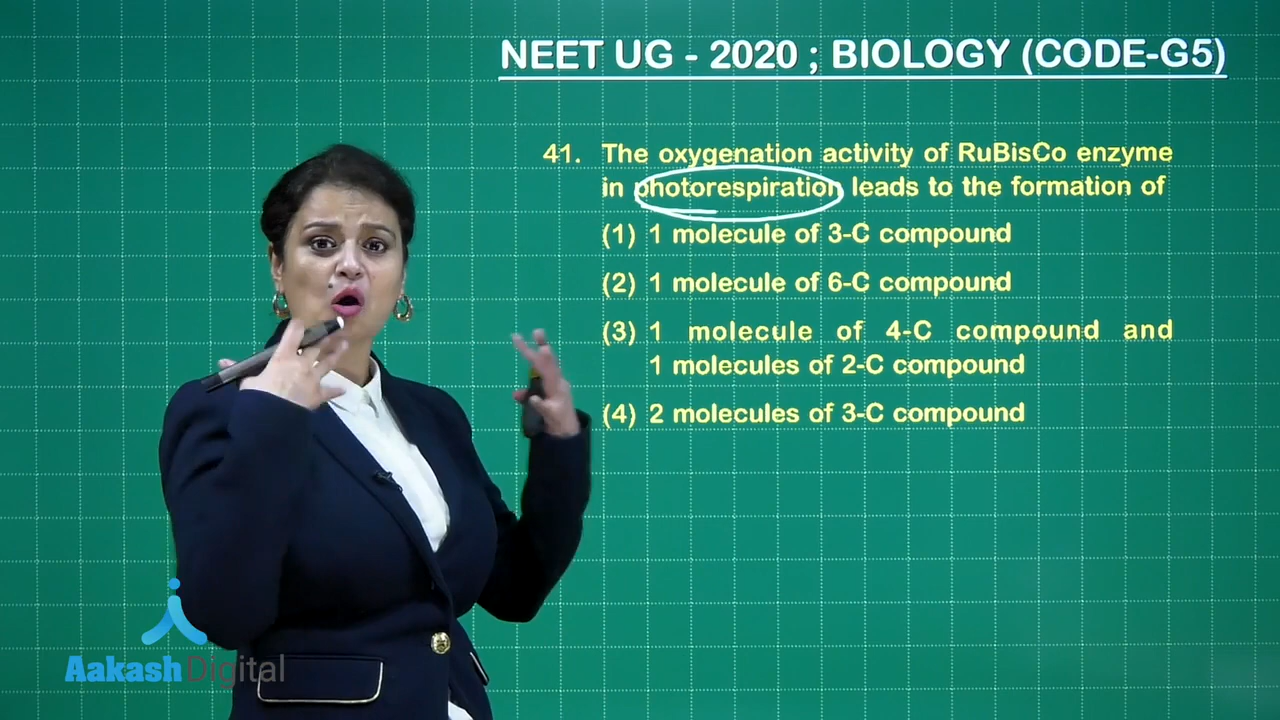 NEET UG - 2020 ; BIOLOGY (CODE-G5)
41. The oxygenation activity of RuBisCo enzyme
in photorespiration leads to the formation of
(1) 1 molecule of 3-C compound
(2) 1 molecule of 6-C compound
(3) 1 molecule of 4-C compound and
1 molecules of 2-C compound
(4) 2 molecules of 3-C compound
Aakash Digital